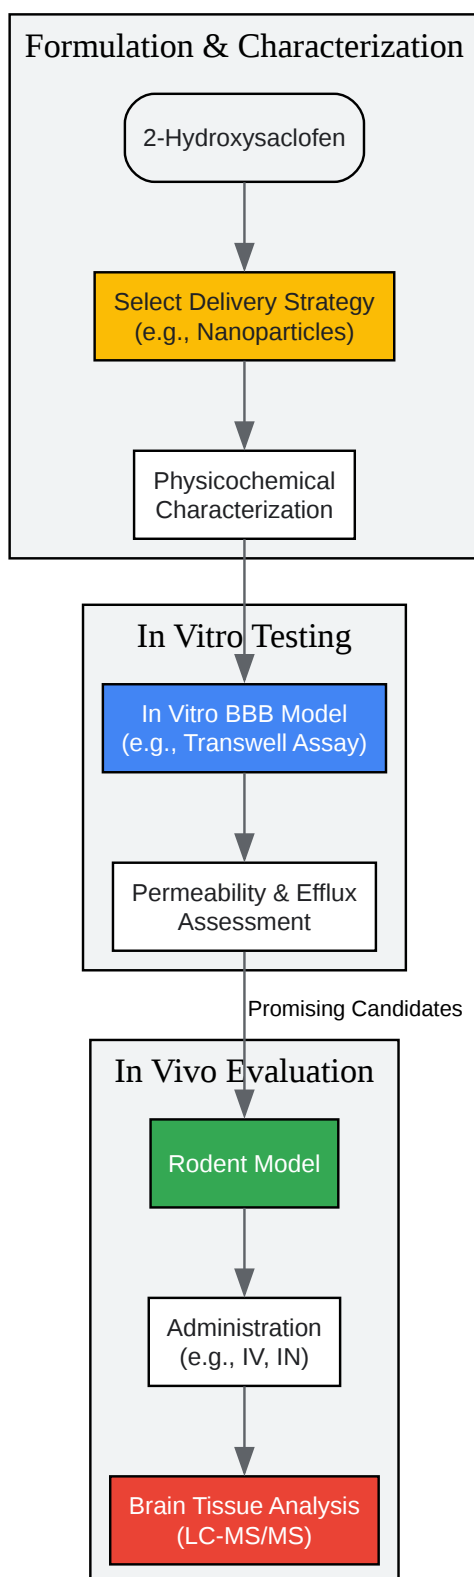 Formulation & Characterization
2-Hydroxysaclofen
Select Delivery Strategy
(e.g., Nanoparticles)
Physicochemical
Characterization
In Vitro Testing
In Vitro BBB Model
(e.g., Transwell Assay)
Permeability & Efflux
Assessment
Promising Candidates
In Vivo Evaluation
Rodent Model
Administration
(e.g., IV, IN)
Brain Tissue Analysis
(LC-MS/MS)